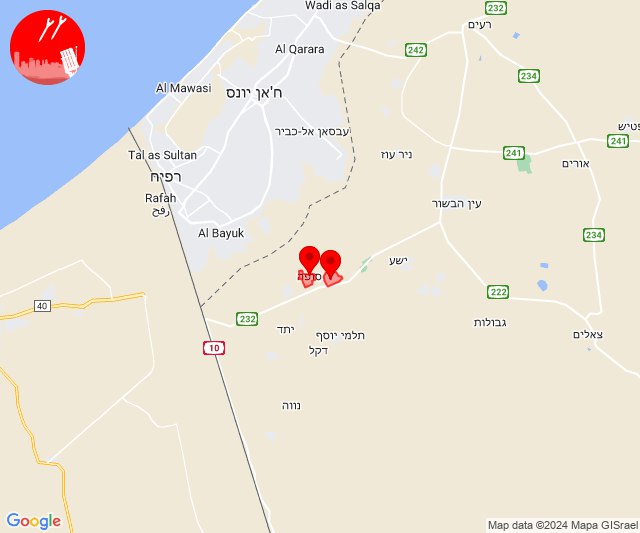 Wadi as Salqa
232
רעים
Al Qarara
242
234
Al Mawasi
ח'אן יונס
עבסאן אל-כביר
פטיש
241
241
Tal as Sultan
ניר עוז
אורים
רפיח
Rafah
رفح
עין הבשור
Al Bayuk
234
ישע
סופה
222
40
232
גבולות
יתד
תלמי יוסף
צאלים
10
דקל
נווה
Google
Map data ©2024 Mapa GISrael